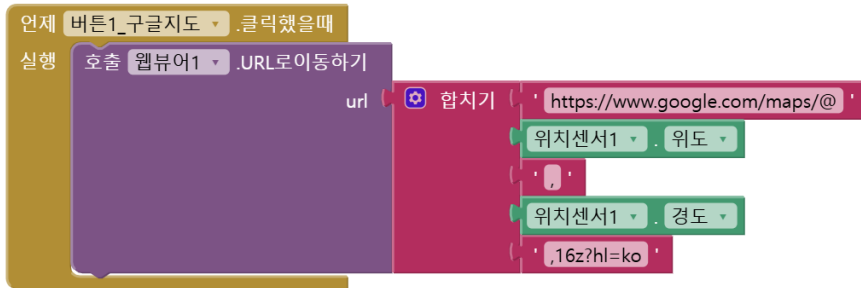 언제 버튼1_구글지도 .클릭했을때
실행 호출 웹뷰어1 .URL로이동하기
url 합치기 ' https://www.google.com/maps/@ '
위치센서1 . 위도
' , '
위치센서1 . 경도
' ,16z?hl=ko '